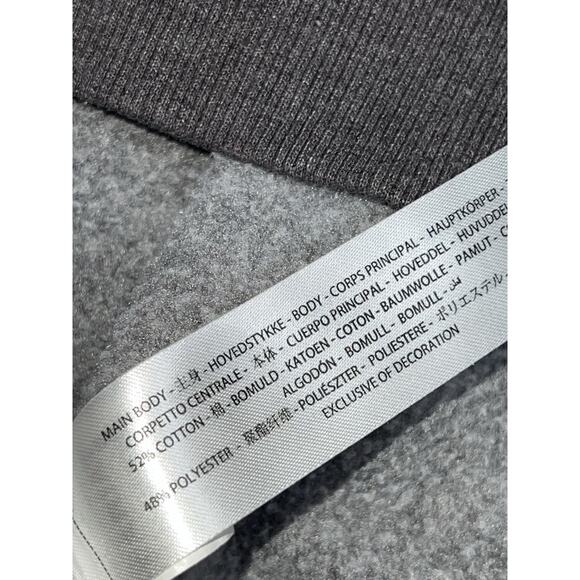 MAIN BODY - 主身 - HOVEDSTYKKE - BODY - CORPS PRINCIPAL - HAUPTKÖRPER -
CORPETTO CENTRALE - 本体 - CUERPO PRINCIPAL - HOVEDDEL - HUVUDDEL
52% COTTON - 棉 - BOMULD - KATOEN - COTON - BAUMWOLLE - PAMUT - C
ALGODÓN - BOMULL - BOMULL -
48% POLYESTER - 聚酯纤维 - POLIÉSZTER - POLIESTERE - ポリエステル -
EXCLUSIVE OF DECORATION